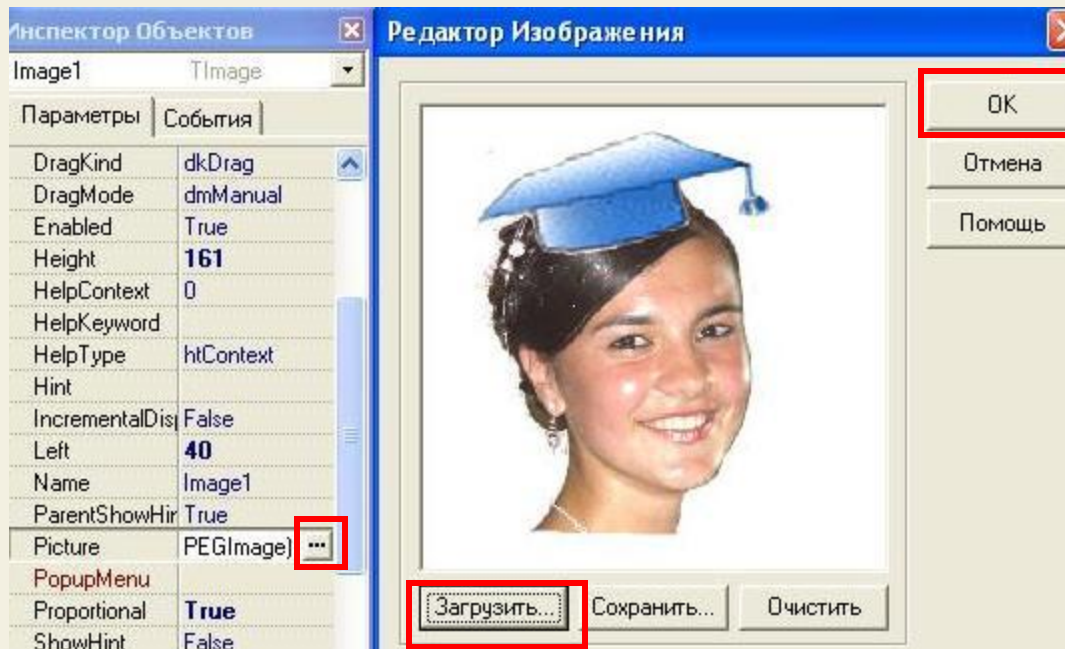 Инспектор Объектов
Image1 TImage
Параметры События
DragKind dkDrag
DragMode dmManual
Enabled True
Height 161
HelpContext 0
HelpKeyword
HelpType htContext
Hint
IncrementalDisp False
Left 40
Name Image1
ParentShowHir True
Picture PEGImage) ...
PopupMenu
Proportional True
ShowHint False
Редактор Изображения
OK
Отмена
Помощь
Загрузить... Сохранить... Очистить